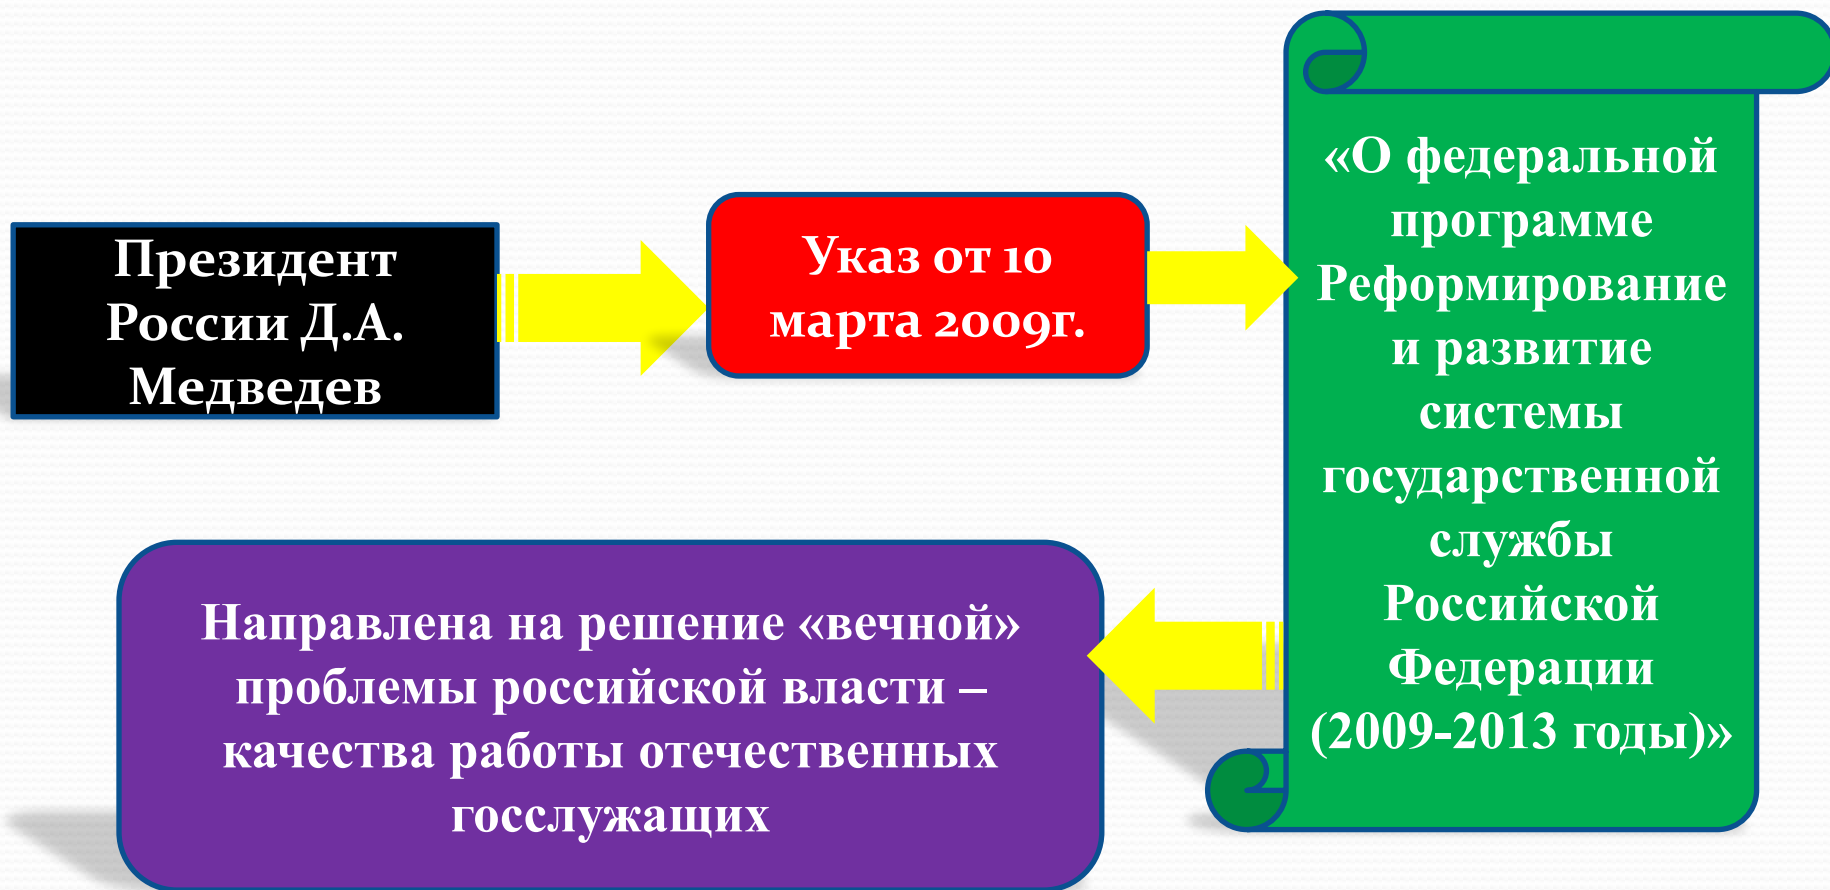 Президент
России Д.А.
Медведев
Указ от 10
марта 2009г.
«О федеральной
программе
Реформирование
и развитие
системы
государственной
службы
Российской
Федерации
(2009-2013 годы)»
Направлена на решение «вечной»
проблемы российской власти –
качества работы отечественных
госслужащих